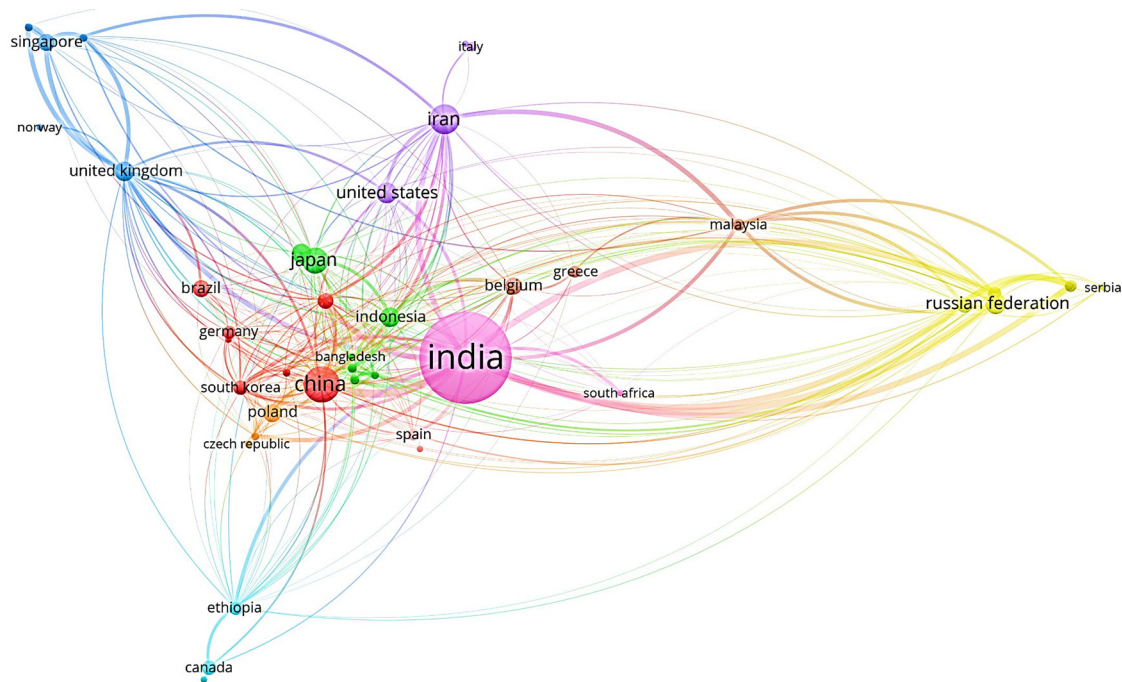 singapore
italy
iran
norway
united kingdom
united states
malaysia
japan
greece
belgium
brazil
serbia
russian federation
indonesia
germany
bangladesh
india
china
south korea
south africa
poland
spain
czech republic
ethiopia
canada